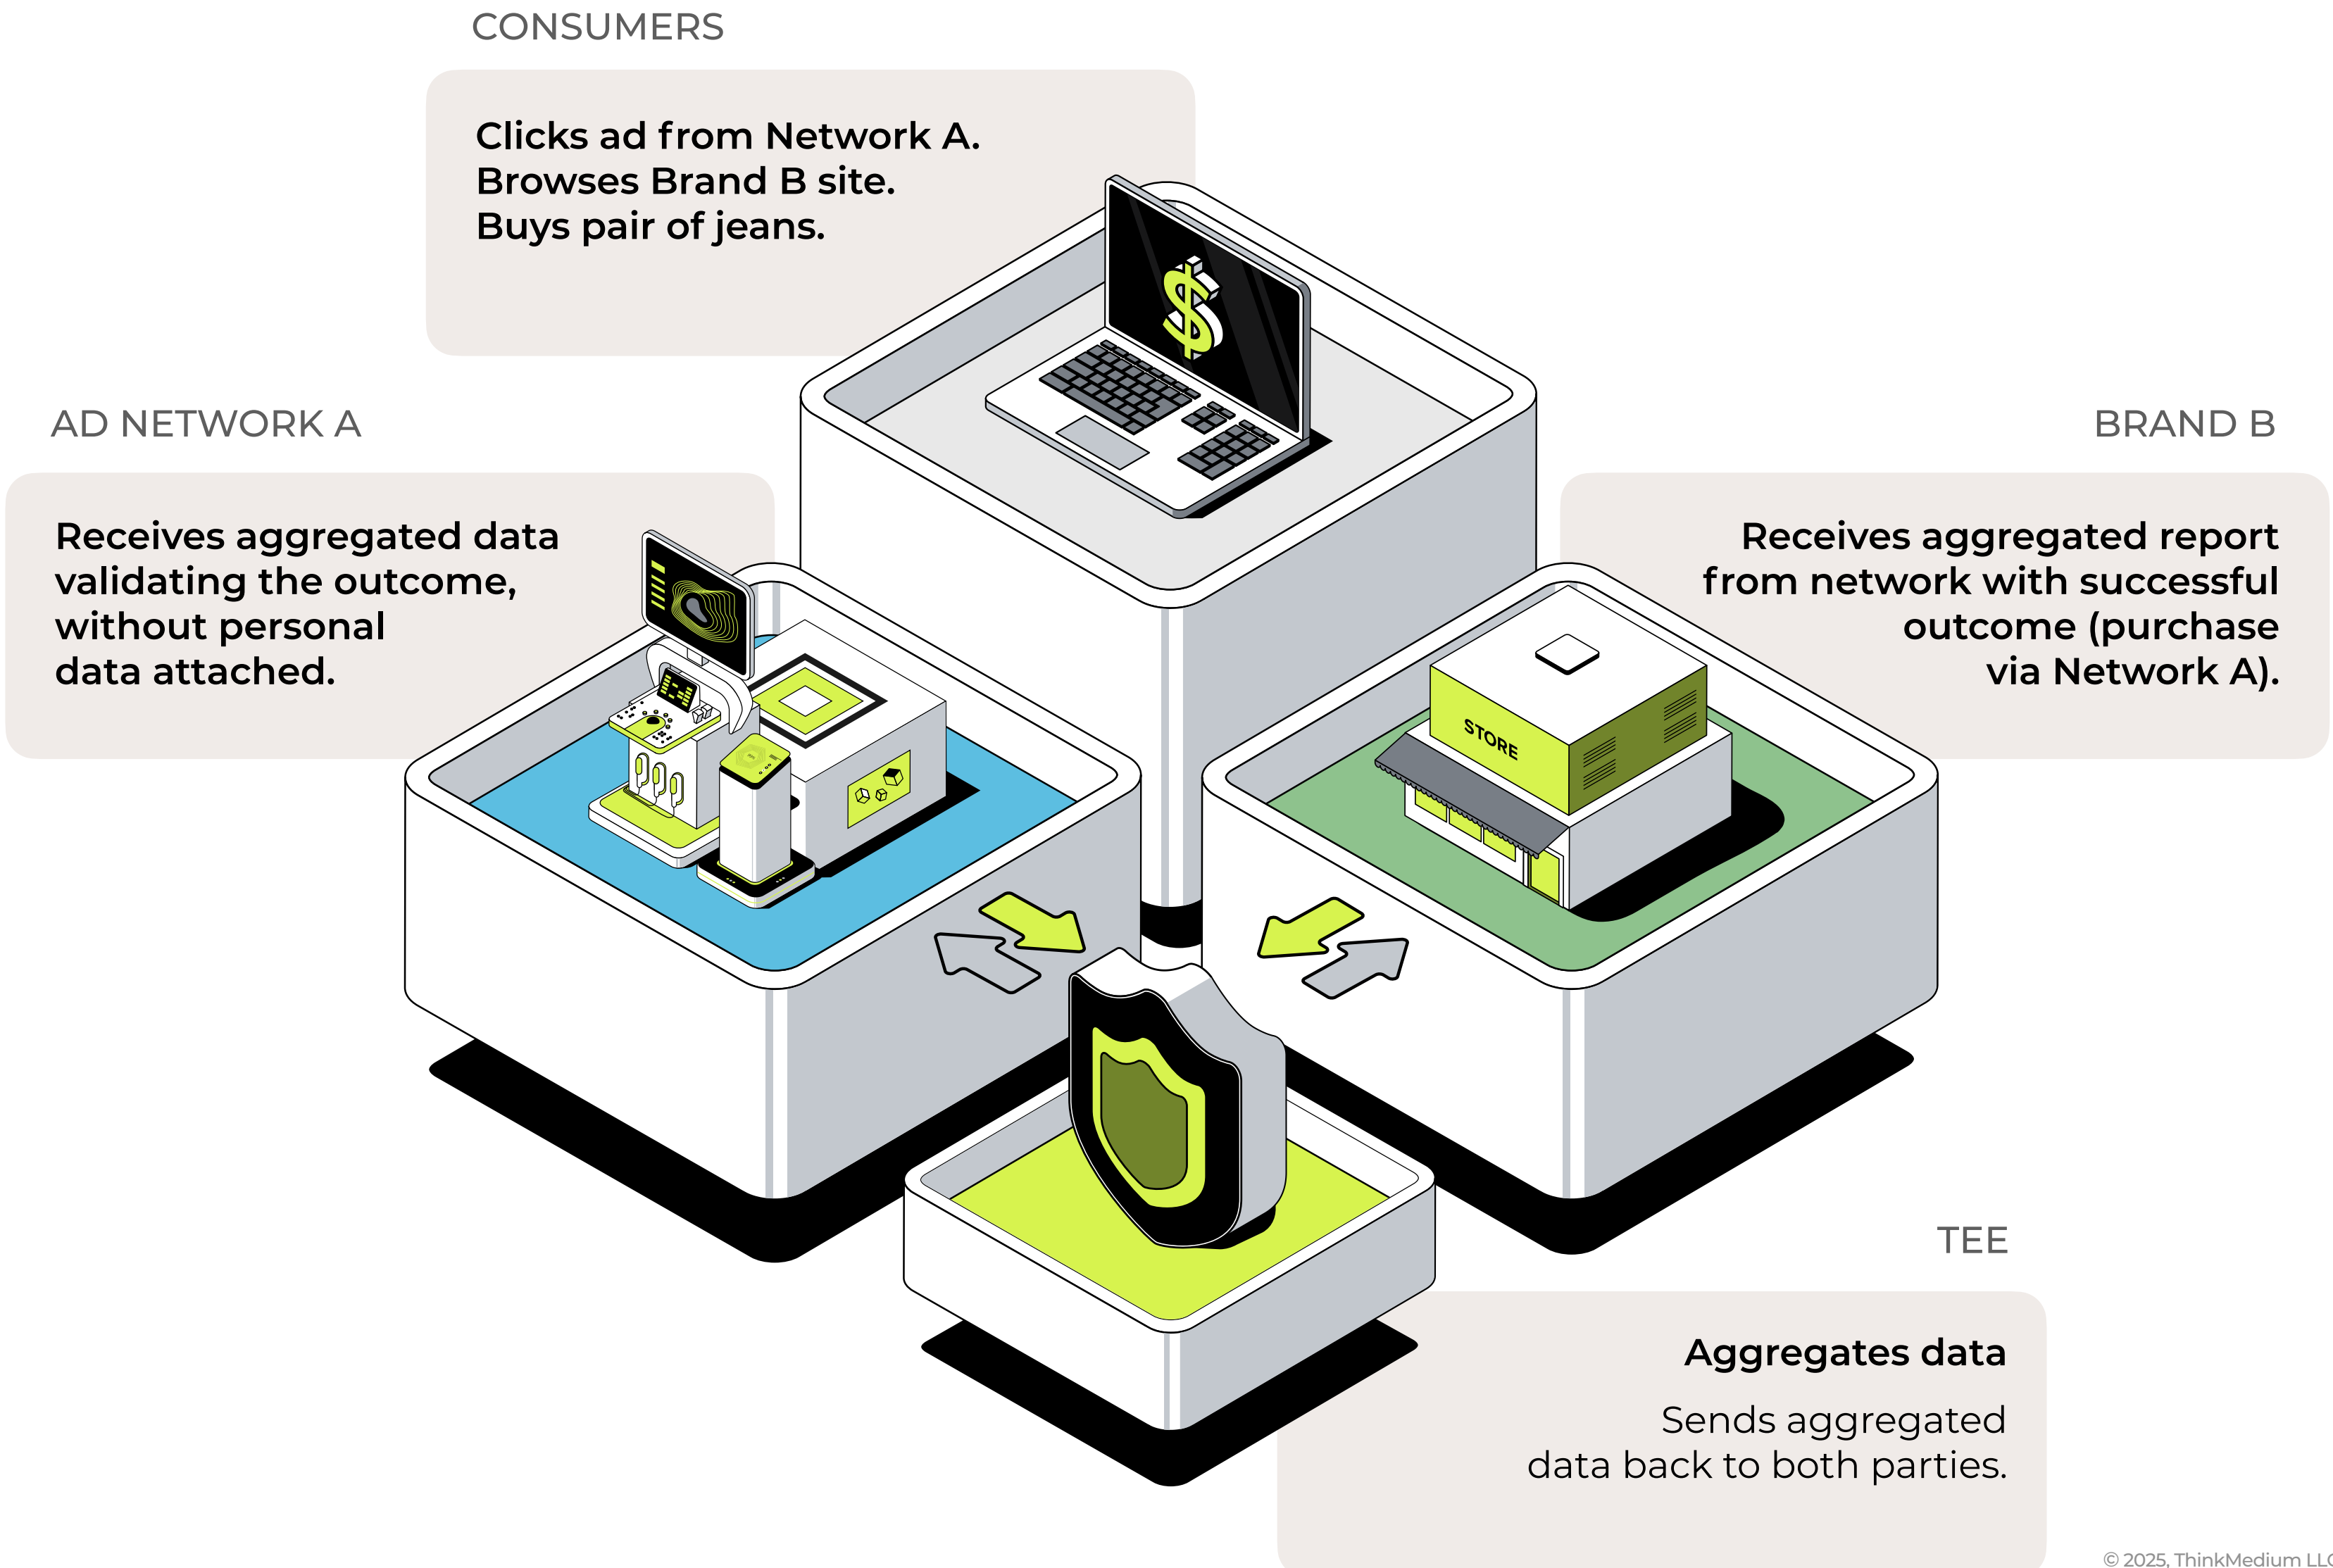 CONSUMERS
Clicks ad from Network A.
Browses Brand B site.
Buys pair of jeans.
AD NETWORK A
Receives aggregated data
validating the outcome,
without personal
data attached.
BRAND B
Receives aggregated report
from network with successful
outcome (purchase
via Network A).
STORE
TEE
Aggregates data
Sends aggregated
data back to both parties.
© 2025, ThinkMedium LLC